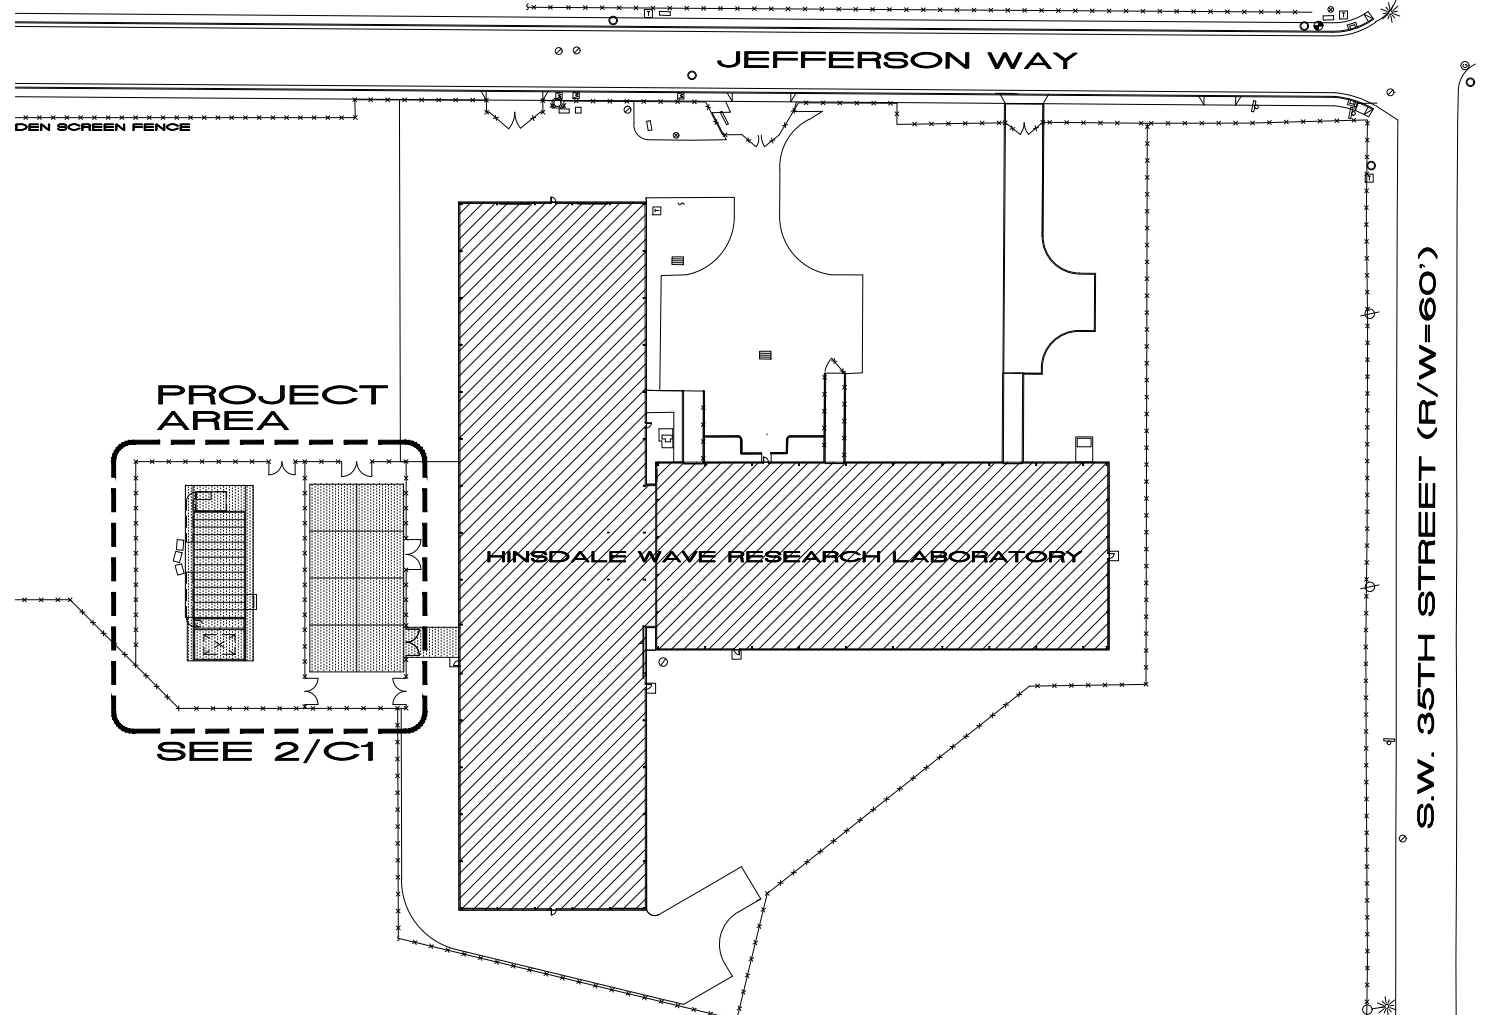 JEFFERSON WAY
DEN SCREEN FENCE
PROJECT
AREA
HINSDALE WAVE RESEARCH LABORATORY
SEE 2/C1
S.W. 35TH STREET (R/W=60')